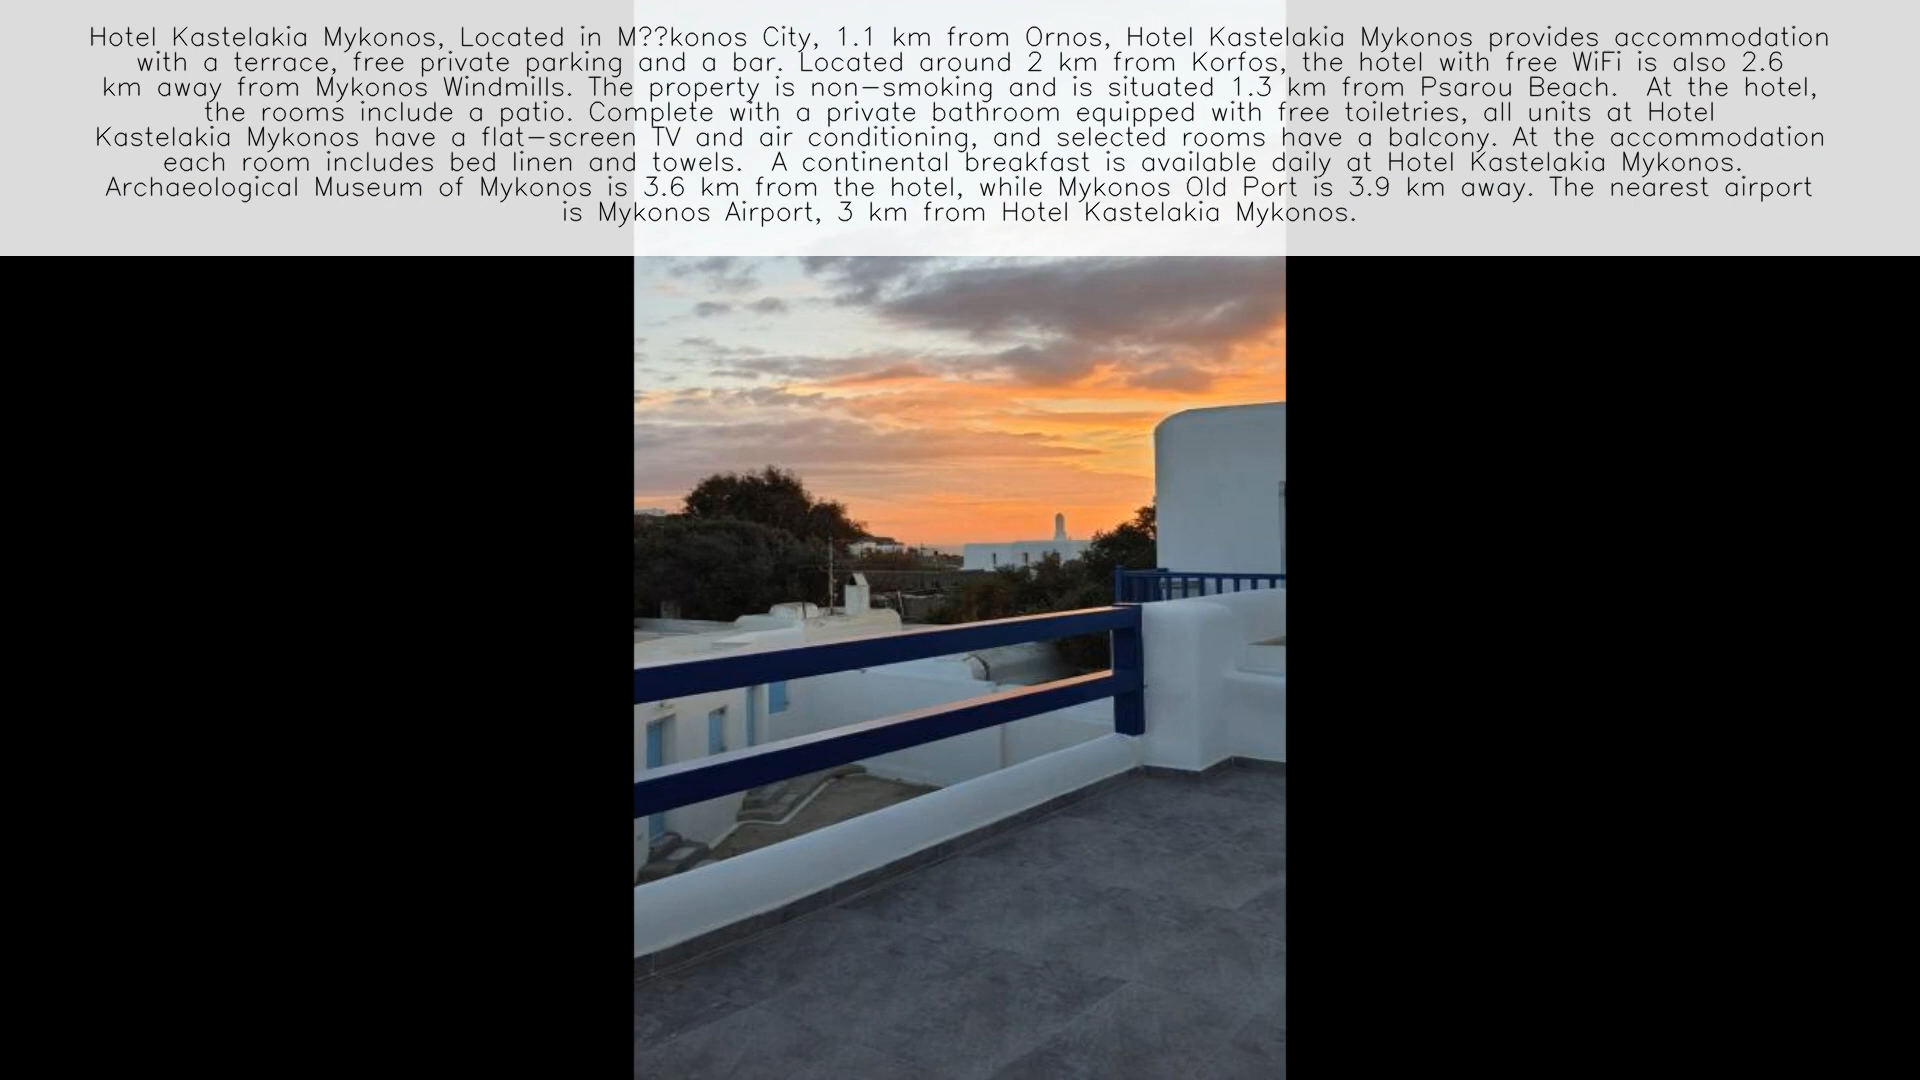 Hotel Kastelakia Mykonos, Located in M??konos City, 1.1 km from Ornos, Hotel Kastelakia Mykonos provides accommodation
with a terrace, free private parking and a bar. Located around 2 km from Korfos, the hotel with free WiFi is also 2.6
km away from Mykonos Windmills. The property is non-smoking and is situated 1.3 km from Psarou Beach.  At the hotel,
the rooms include a patio. Complete with a private bathroom equipped with free toiletries, all units at Hotel
Kastelakia Mykonos have a flat-screen TV and air conditioning, and selected rooms have a balcony. At the accommodation
each room includes bed linen and towels.  A continental breakfast is available daily at Hotel Kastelakia Mykonos.
Archaeological Museum of Mykonos is 3.6 km from the hotel, while Mykonos Old Port is 3.9 km away. The nearest airport
is Mykonos Airport, 3 km from Hotel Kastelakia Mykonos.